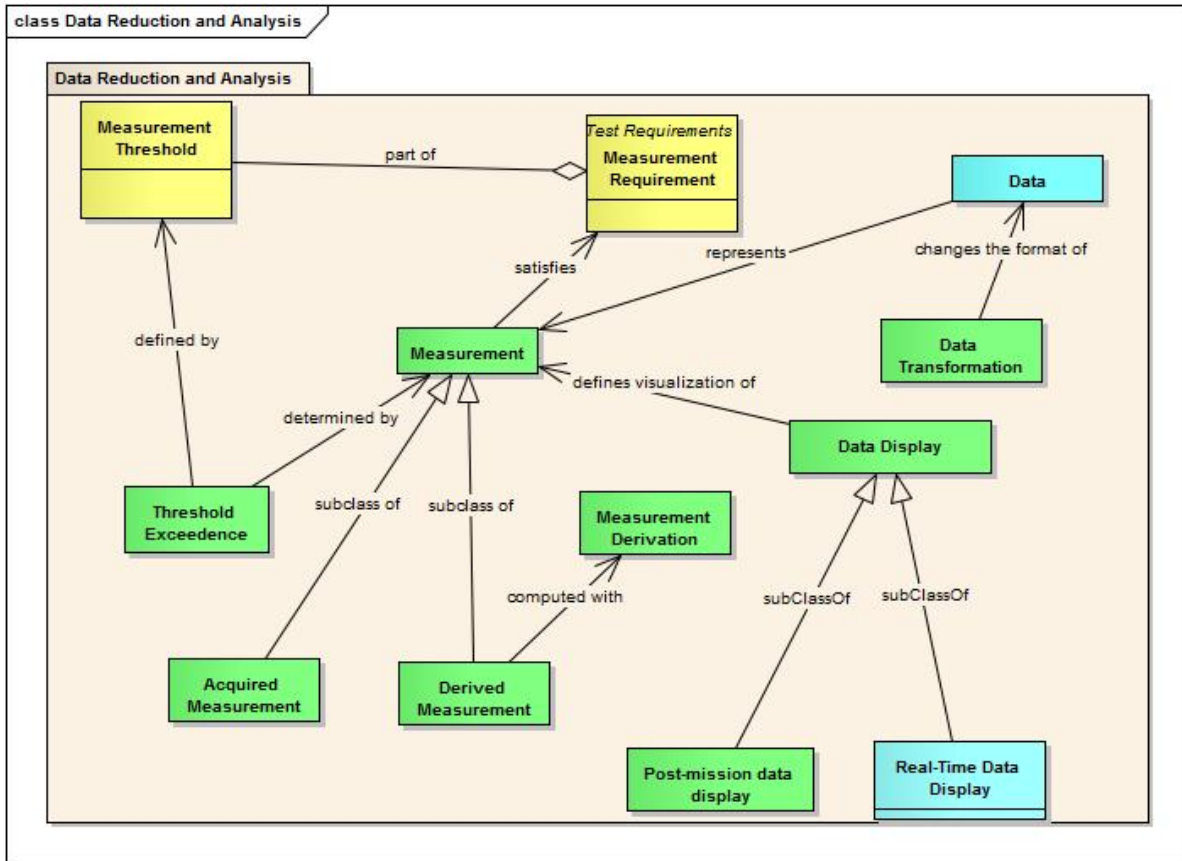 class Data Reduction and Analysis
Data Reduction and Analysis
Measurement
Threshold
part of
Test Requirements
Measurement
Requirement
Data
changes the format of
represents
satisfies
Data
Transformation
defined by
Measurement
defines visualization of
determined by
Data Display
Threshold
Exceedence
subclass of
subclass of
Measurement
Derivation
computed with
subClassOf
subClassOf
Acquired
Measurement
Derived
Measurement
Post-mission data
display
Real-Time Data
Display